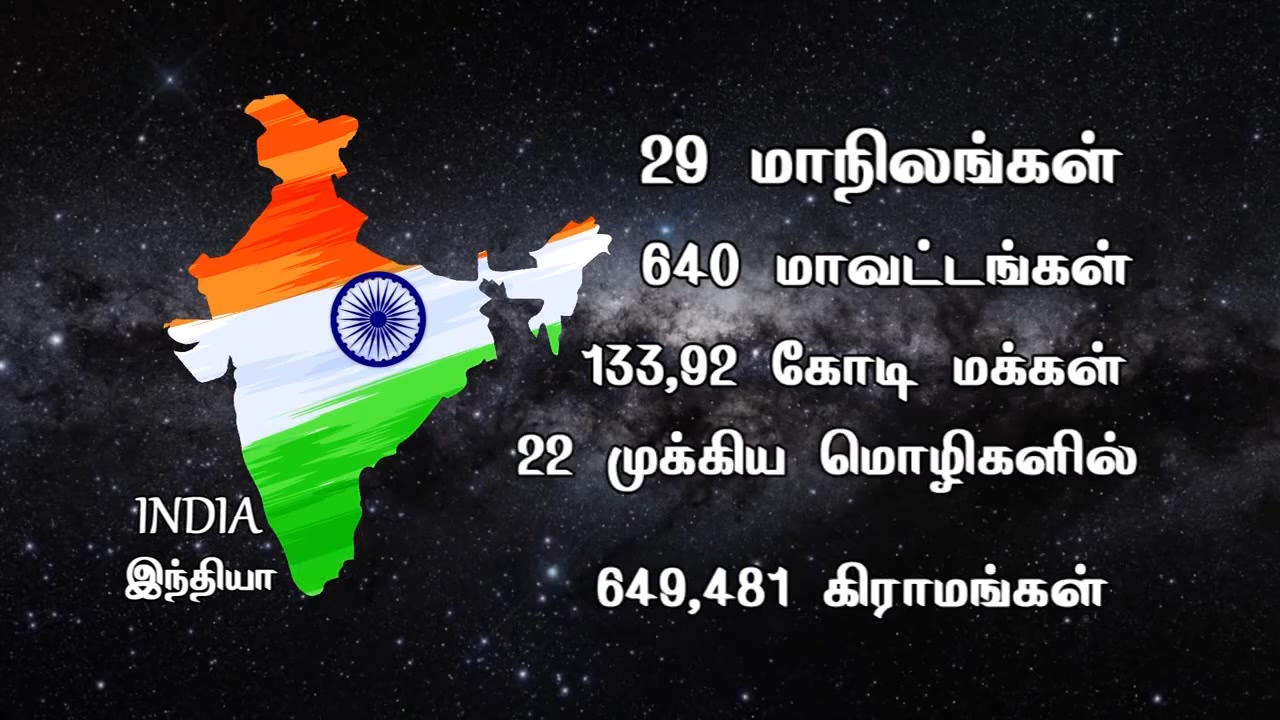 29 மாநிலங்கள்
640 மாவட்டங்கள்
133,92 கோடி மக்கள்
22 முக்கிய மொழிகளில்
649,481 கிராமங்கள்
INDIA
இந்தியா